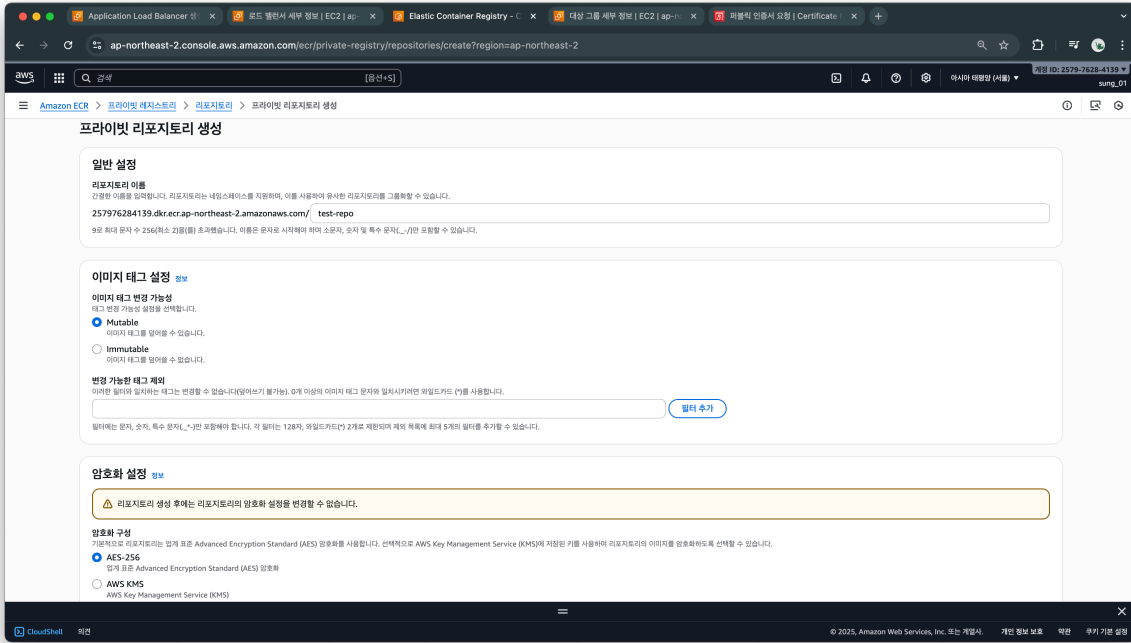 Application Load Balancer 생
로드 밸런서 세부 정보 | EC2 | ap-
Elastic Container Registry - C
대상 그룹 세부 정보 | EC2 | ap-n
퍼블릭 인증서 요청 | Certificate
ap-northeast-2.console.aws.amazon.com/ecr/private-registry/repositories/create?region=ap-northeast-2
aws
검색
[옵션+S]
아시아 태평양 (서울)
계정 ID: 2579-7628-4139
sung_01
Amazon ECR > 프라이빗 레지스트리 > 리포지토리 > 프라이빗 리포지토리 생성
프라이빗 리포지토리 생성
일반 설정
리포지토리 이름
간결한 이름을 입력합니다. 리포지토리는 네임스페이스를 지원하며, 이를 사용하여 유사한 리포지토리를 그룹화할 수 있습니다.
257976284139.dkr.ecr.ap-northeast-2.amazonaws.com/ test-repo
9로 최대 문자 수 256(최소 2)을(를) 초과했습니다. 이름은 문자로 시작해야 하며 소문자, 숫자 및 특수 문자(._-/)만 포함할 수 있습니다.
이미지 태그 설정 정보
이미지 태그 변경 가능성
태그 변경 가능성 설정을 선택합니다.
Mutable
이미지 태그를 덮어쓸 수 있습니다.
Immutable
이미지 태그를 덮어쓸 수 없습니다.
변경 가능한 태그 제외
이러한 필터와 일치하는 태그는 변경할 수 없습니다(덮어쓰기 불가능). 0개 이상의 이미지 태그 문자와 일치시키려면 와일드카드 (*)를 사용합니다.
필터 추가
필터에는 문자, 숫자, 특수 문자(._*-)만 포함해야 합니다. 각 필터는 128자, 와일드카드(*) 2개로 제한되며 제외 목록에 최대 5개의 필터를 추가할 수 있습니다.
암호화 설정 정보
리포지토리 생성 후에는 리포지토리의 암호화 설정을 변경할 수 없습니다.
암호화 구성
기본적으로 리포지토리는 업계 표준 Advanced Encryption Standard (AES) 암호화를 사용합니다. 선택적으로 AWS Key Management Service (KMS)에 저장된 키를 사용하여 리포지토리의 이미지를 암호화하도록 선택할 수 있습니다.
AES-256
업계 표준 Advanced Encryption Standard (AES) 암호화
AWS KMS
AWS Key Management Service (KMS)
CloudShell 의견
© 2025, Amazon Web Services, Inc. 또는 계열사. 개인 정보 보호 약관 쿠키 기본 설정